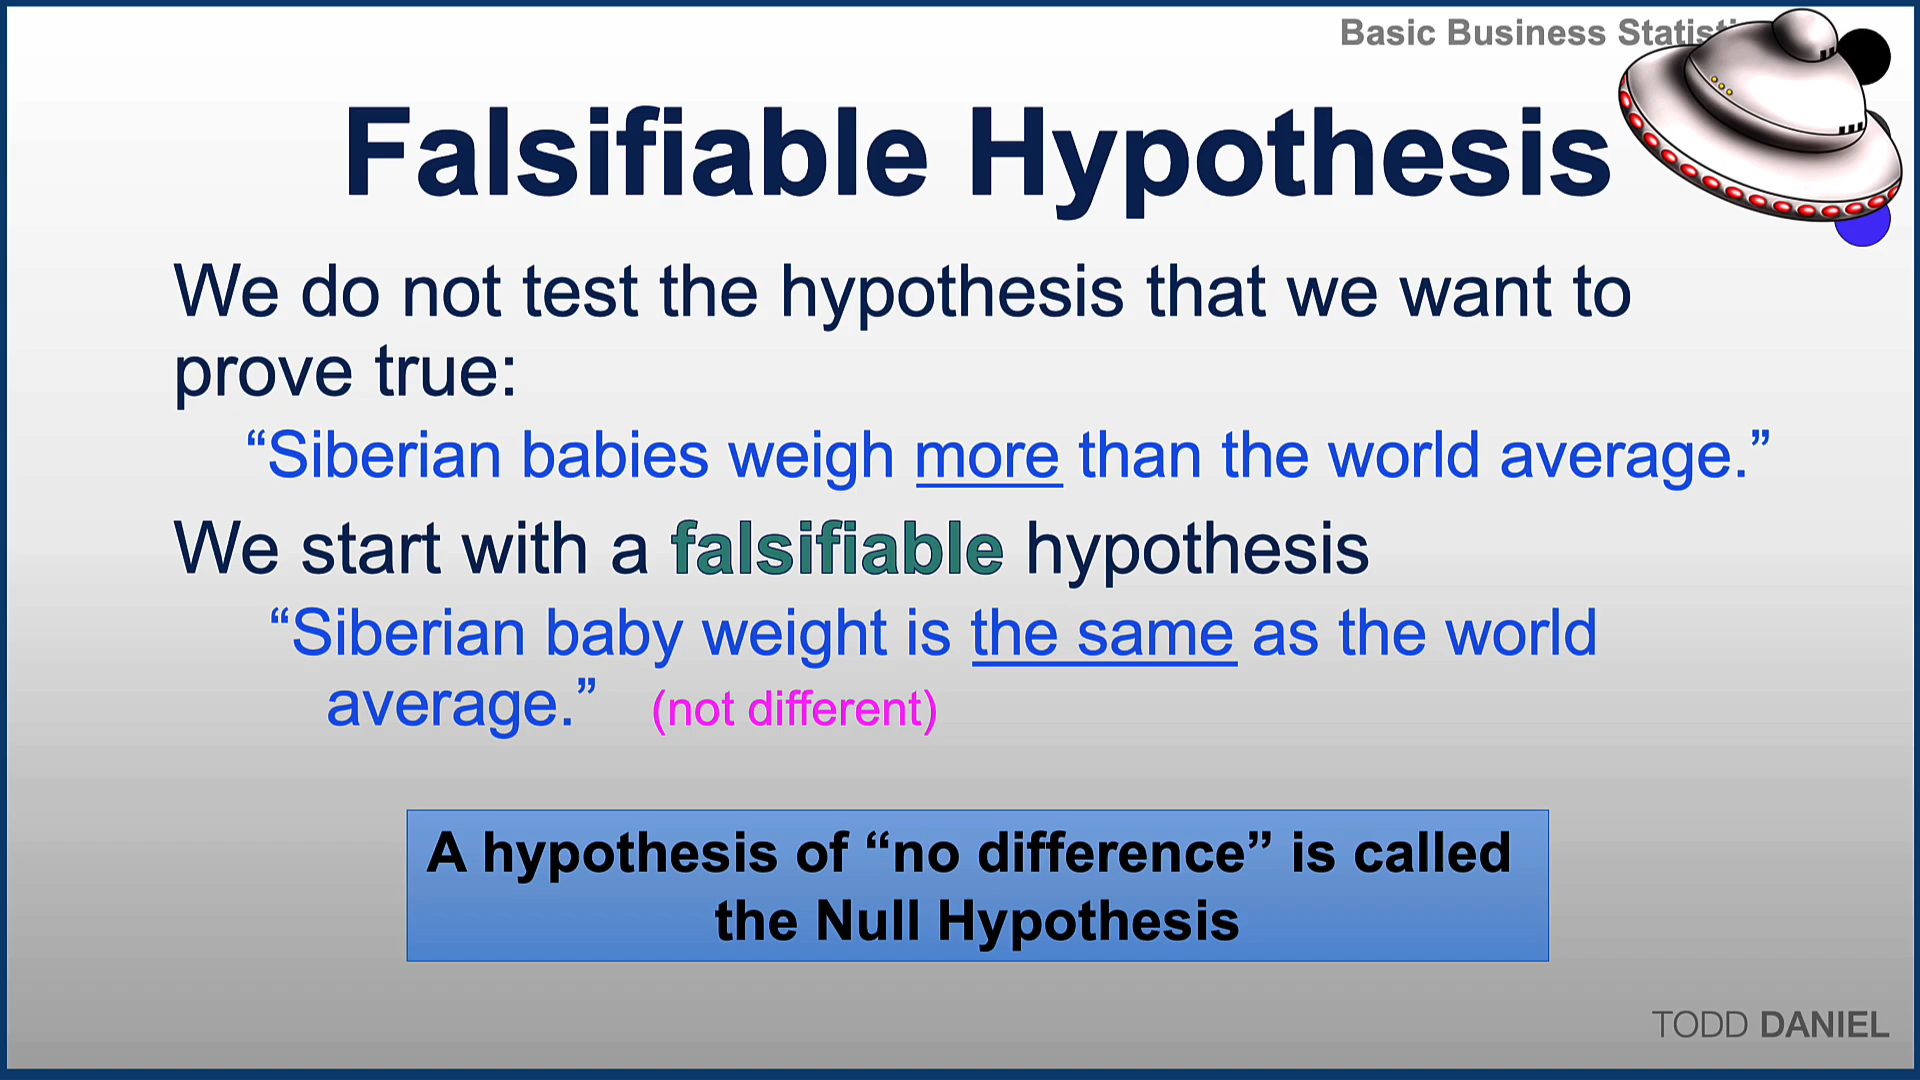 Basic Business
Falsifiable Hypothesis
We do not test the hypothesis that we want to
prove true:
“Siberian babies weigh more than the world average.”
We start with a falsifiable hypothesis
“Siberian baby weight is the same as the world
average.” (not different)
A hypothesis of “no difference” is called
the Null Hypothesis
TODD DANIEL